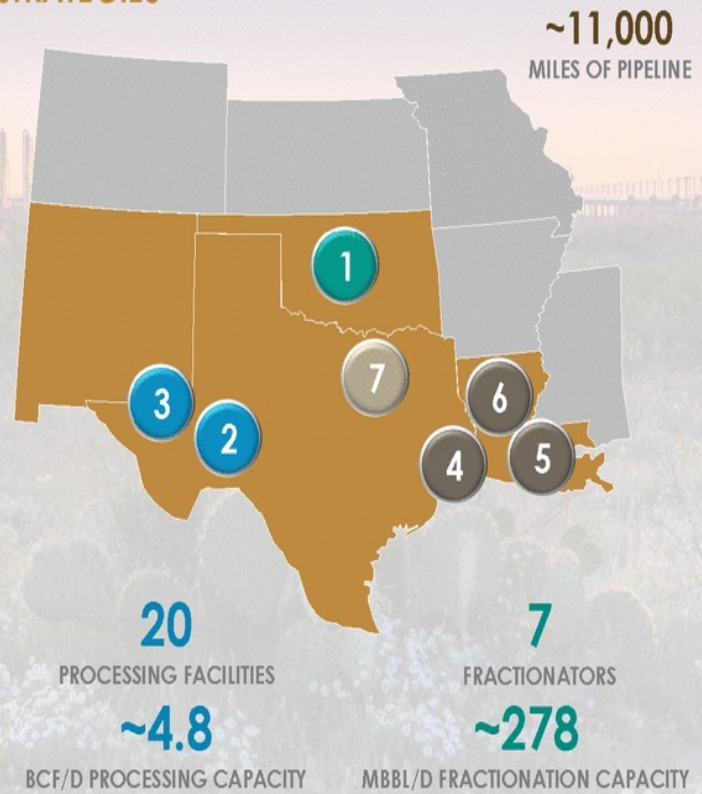 STRATEGIES
~11,000
MILES OF PIPELINE
1
7
3
6
2
4
5
20
PROCESSING FACILITIES
~4.8
BCF/D PROCESSING CAPACITY
7
FRACTIONATORS
~278
MBBL/D FRACTIONATION CAPACITY